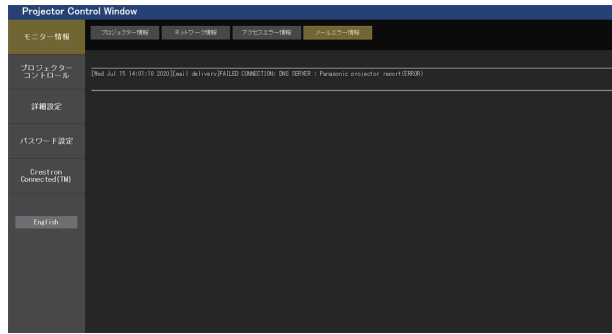 Projector Control Window
モニター情報
プロジェクター情報
ネットワーク情報
アクセスエラー情報
メールエラー情報
プロジェクター
コントロール
[Wed Jul 15 14:01:10 2020][mail delivery]FAILED CONNECTION: DNS SERVER : Panasonic projector report(ERROR)
詳細設定
パスワード設定
Crestron
Connected(TM)
English